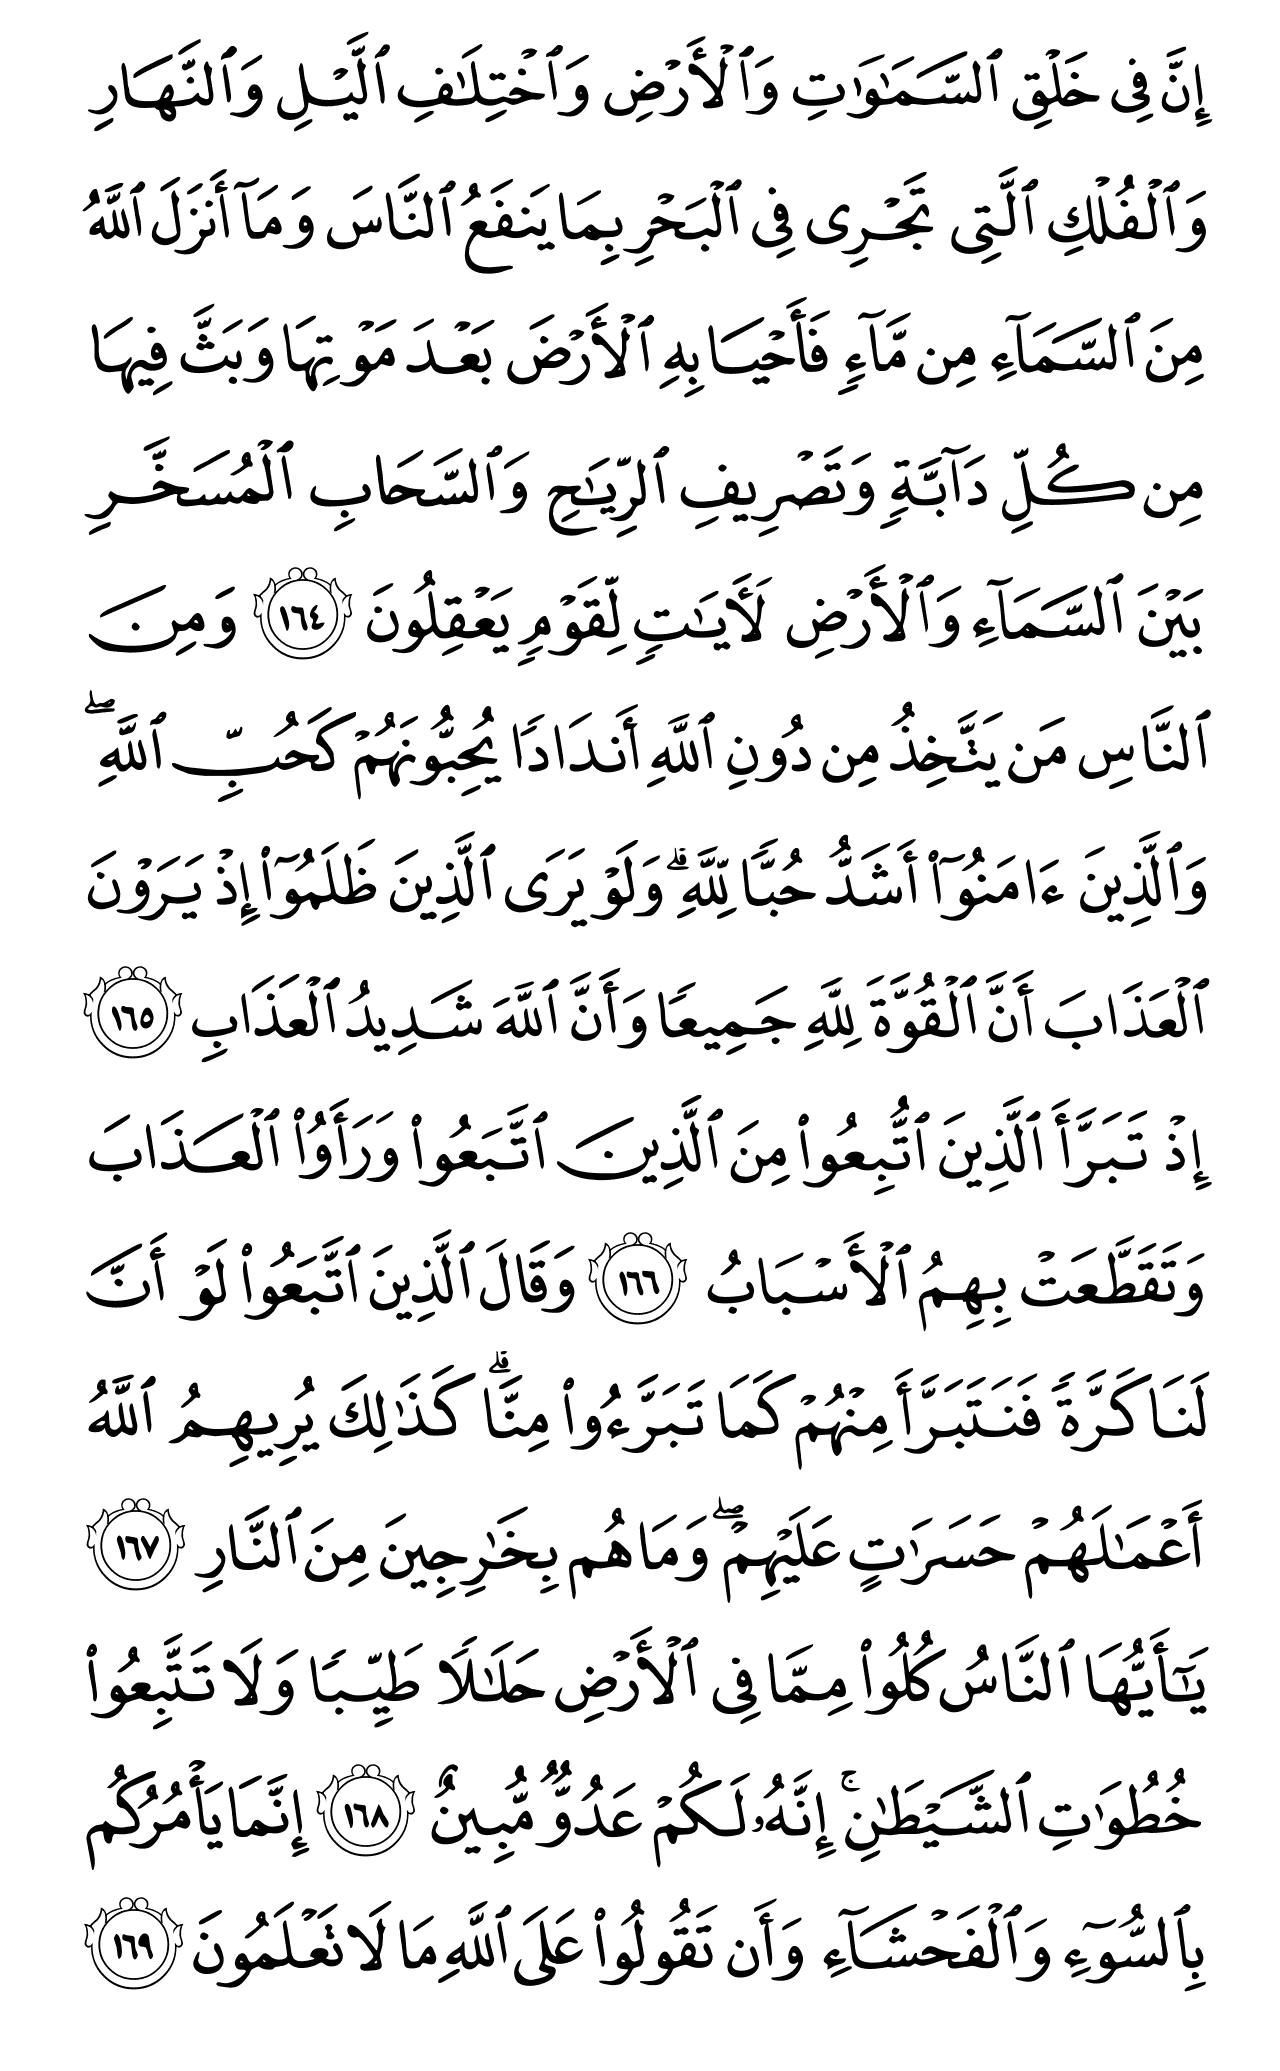 إِنَّ فِى خَلْقِ ٱلسَّمَـٰوَٰتِ وَٱلْأَرْضِ وَٱخْتِلَـٰفِ ٱلَّيْلِ وَٱلنَّهَارِ
وَٱلْفُلْكِ ٱلَّتِى تَجْرِى فِى ٱلْبَحْرِ بِمَا يَنفَعُ ٱلنَّاسَ وَمَآ أَنزَلَ ٱللَّهُ
مِنَ ٱلسَّمَآءِ مِن مَّآءٍ فَأَحْيَا بِهِ ٱلْأَرْضَ بَعْدَ مَوْتِهَا وَبَثَّ فِيهَا
مِن كُلِّ دَآبَّةٍ وَتَصْرِيفِ ٱلرِّيَـٰحِ وَٱلسَّحَابِ ٱلْمُسَخَّرِ
بَيْنَ ٱلسَّمَآءِ وَٱلْأَرْضِ لَـَٔايَـٰتٍ لِّقَوْمٍ يَعْقِلُونَ ١٦٤ وَمِنَ
ٱلنَّاسِ مَن يَتَّخِذُ مِن دُونِ ٱللَّهِ أَندَادًا يُحِبُّونَهُمْ كَحُبِّ ٱللَّهِ ۖ
وَٱلَّذِينَ ءَامَنُوٓا۟ أَشَدُّ حُبًّا لِّلَّهِ ۗ وَلَوْ يَرَى ٱلَّذِينَ ظَلَمُوٓا۟ إِذْ يَرَوْنَ
ٱلْعَذَابَ أَنَّ ٱلْقُوَّةَ لِلَّهِ جَمِيعًا وَأَنَّ ٱللَّهَ شَدِيدُ ٱلْعَذَابِ ١٦٥
إِذْ تَبَرَّأَ ٱلَّذِينَ ٱتُّبِعُوا۟ مِنَ ٱلَّذِينَ ٱتَّبَعُوا۟ وَرَأَوُا۟ ٱلْعَذَابَ
وَتَقَطَّعَتْ بِهِمُ ٱلْأَسْبَابُ ١٦٦ وَقَالَ ٱلَّذِينَ ٱتَّبَعُوا۟ لَوْ أَنَّ
لَنَا كَرَّةً فَنَتَبَرَّأَ مِنْهُمْ كَمَا تَبَرَّءُوا۟ مِنَّا ۗ كَذَٰلِكَ يُرِيهِمُ ٱللَّهُ
أَعْمَـٰلَهُمْ حَسَرَٰتٍ عَلَيْهِمْ ۖ وَمَا هُم بِخَـٰرِجِينَ مِنَ ٱلنَّارِ ١٦٧
يَـٰٓأَيُّهَا ٱلنَّاسُ كُلُوا۟ مِمَّا فِى ٱلْأَرْضِ حَلَـٰلًا طَيِّبًا وَلَا تَتَّبِعُوا۟
خُطُوَٰتِ ٱلشَّيْطَـٰنِ ۚ إِنَّهُۥ لَكُمْ عَدُوٌّ مُّبِينٌ ١٦٨ إِنَّمَا يَأْمُرُكُم
بِٱلسُّوٓءِ وَٱلْفَحْشَآءِ وَأَن تَقُولُوا۟ عَلَى ٱللَّهِ مَا لَا تَعْلَمُونَ ١٦٩